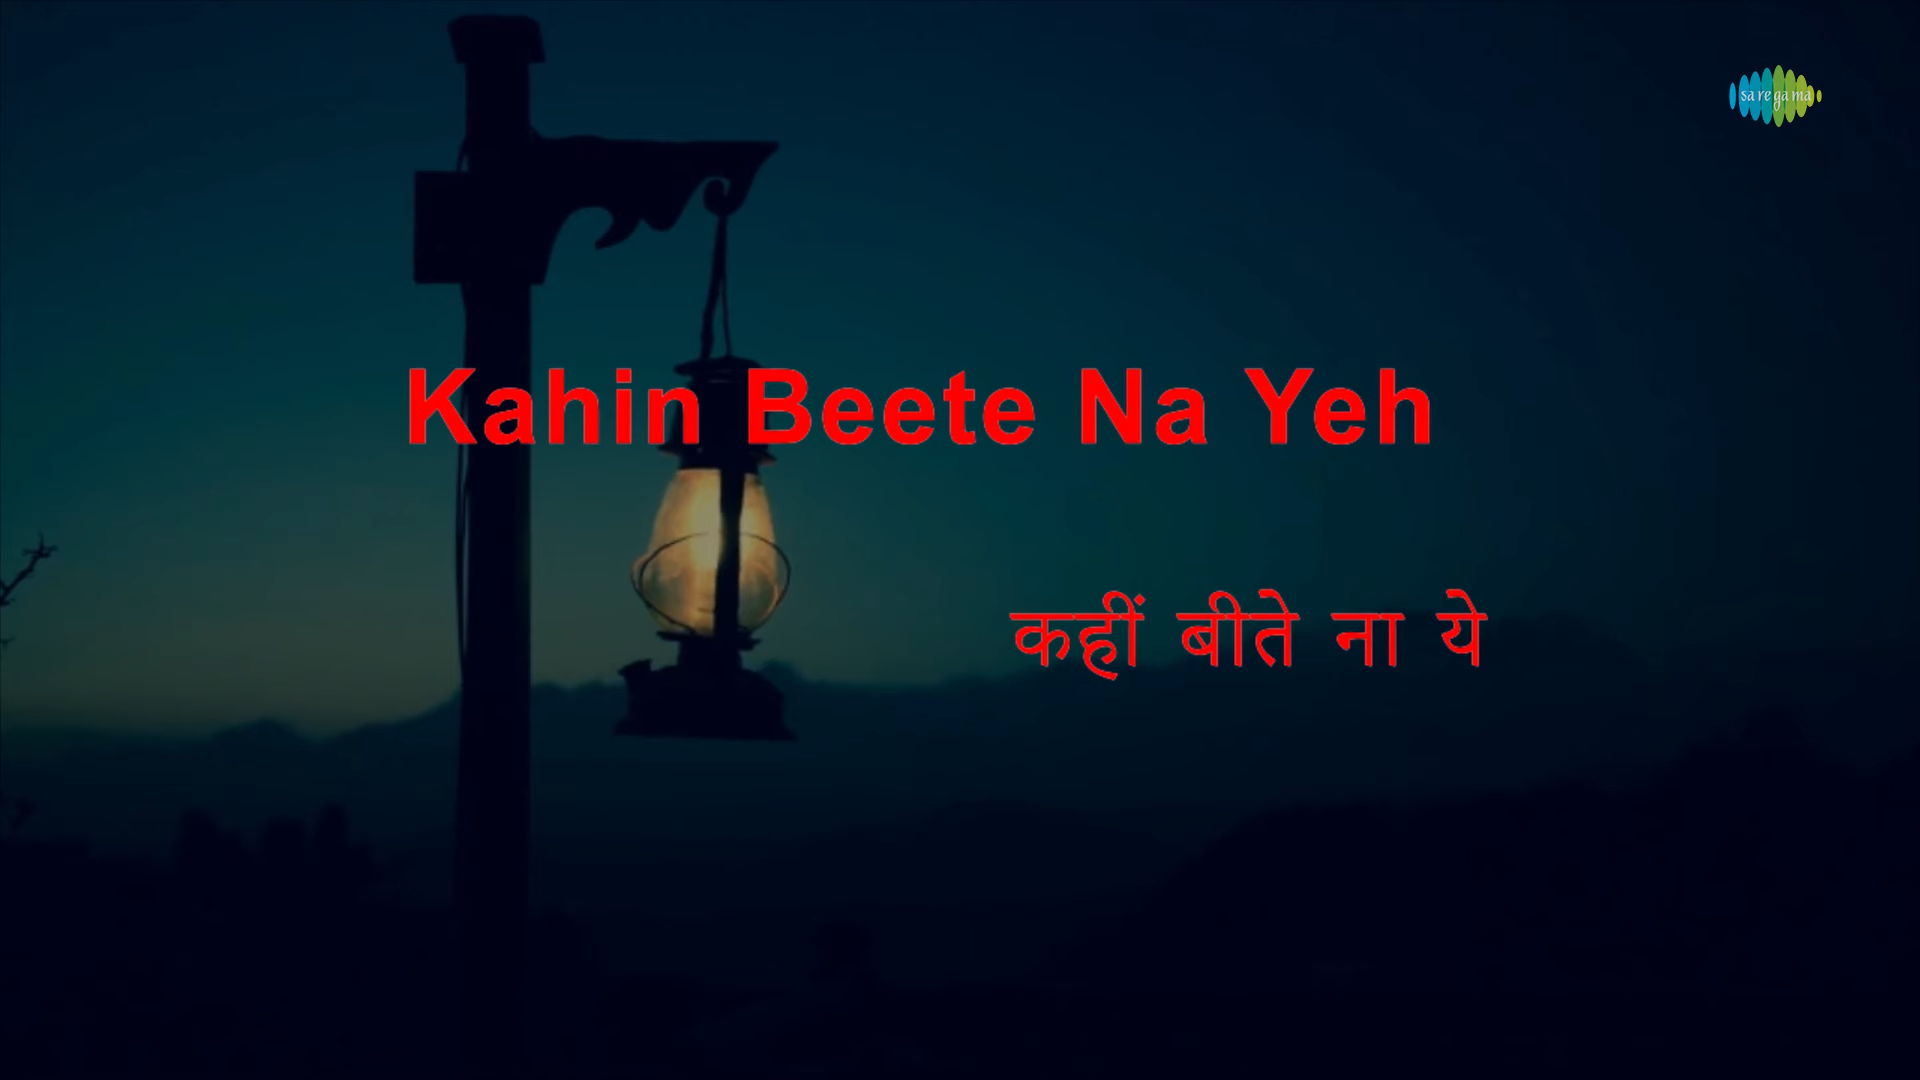 sa re ga ma
Kahin Beete Na Yeh
कहीं बीते ना ये